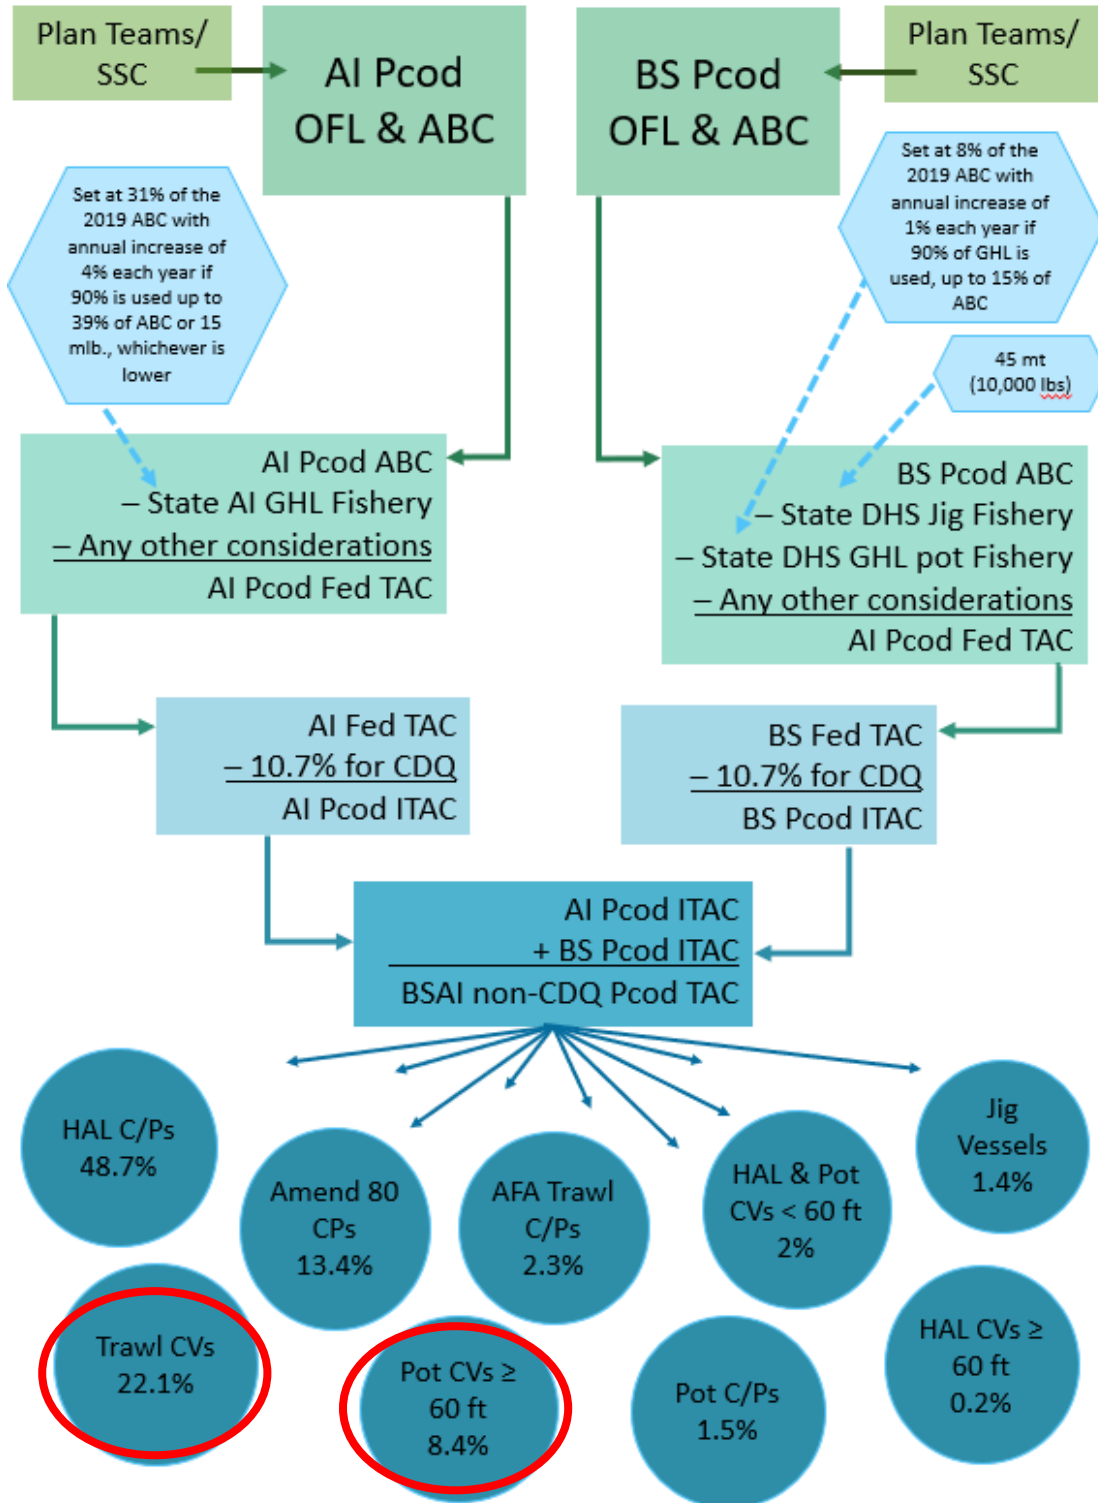 Plan Teams/
SSC
AI Pcod
OFL & ABC
BS Pcod
OFL & ABC
Plan Teams/
SSC
Set at 31% of the
2019 ABC with
annual increase of
4% each year if
90% is used up to
39% of ABC or 15
mlb., whichever is
lower
Set at 8% of the
2019 ABC with
annual increase of
1% each year if
90% of GHL is
used, up to 15% of
ABC
45 mt
(10,000 lbs)
AI Pcod ABC
– State AI GHL Fishery
– Any other considerations
AI Pcod Fed TAC
BS Pcod ABC
– State DHS Jig Fishery
– State DHS GHL pot Fishery
– Any other considerations
AI Pcod Fed TAC
AI Fed TAC
– 10.7% for CDQ
AI Pcod ITAC
BS Fed TAC
– 10.7% for CDQ
BS Pcod ITAC
AI Pcod ITAC
+ BS Pcod ITAC
BSAI non-CDQ Pcod TAC
HAL C/Ps
48.7%
Amend 80
CPs
13.4%
AFA Trawl
C/Ps
2.3%
HAL & Pot
CVs < 60 ft
2%
Jig
Vessels
1.4%
Trawl CVs
22.1%
Pot CVs ≥
60 ft
8.4%
Pot C/Ps
1.5%
HAL CVs ≥
60 ft
0.2%